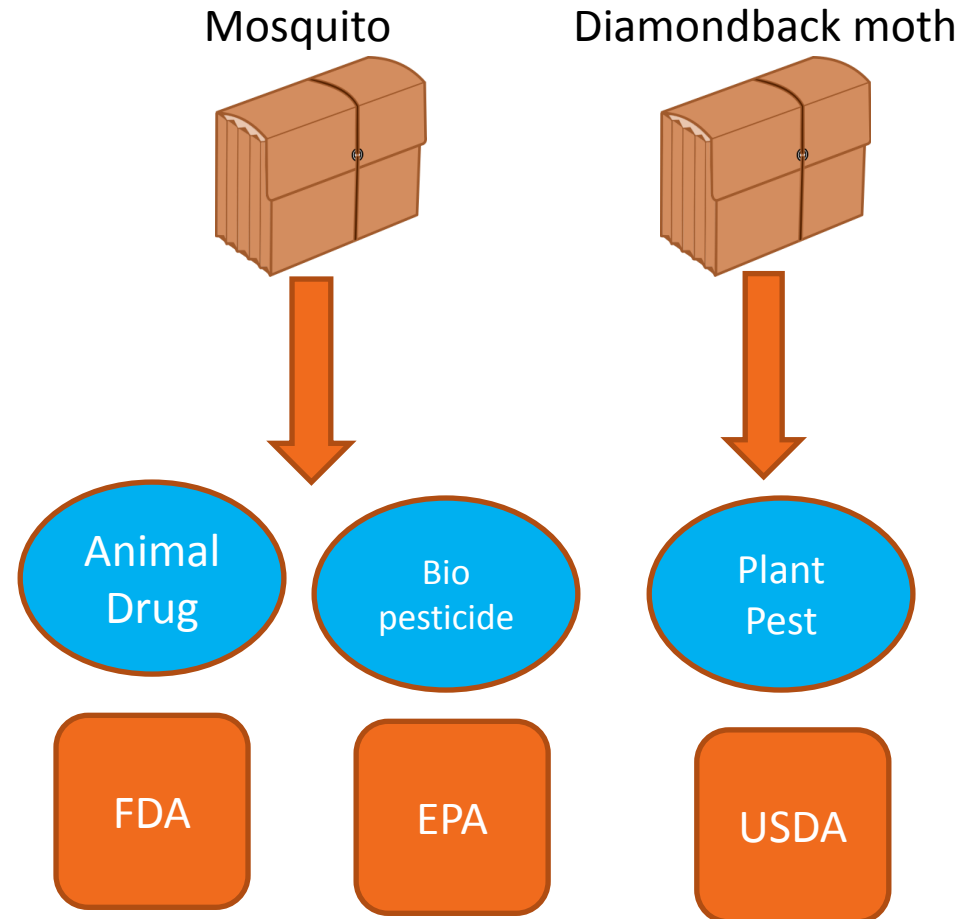 Mosquito
Diamondback moth
Animal
Drug
Bio
pesticide
Plant
Pest
FDA
EPA
USDA